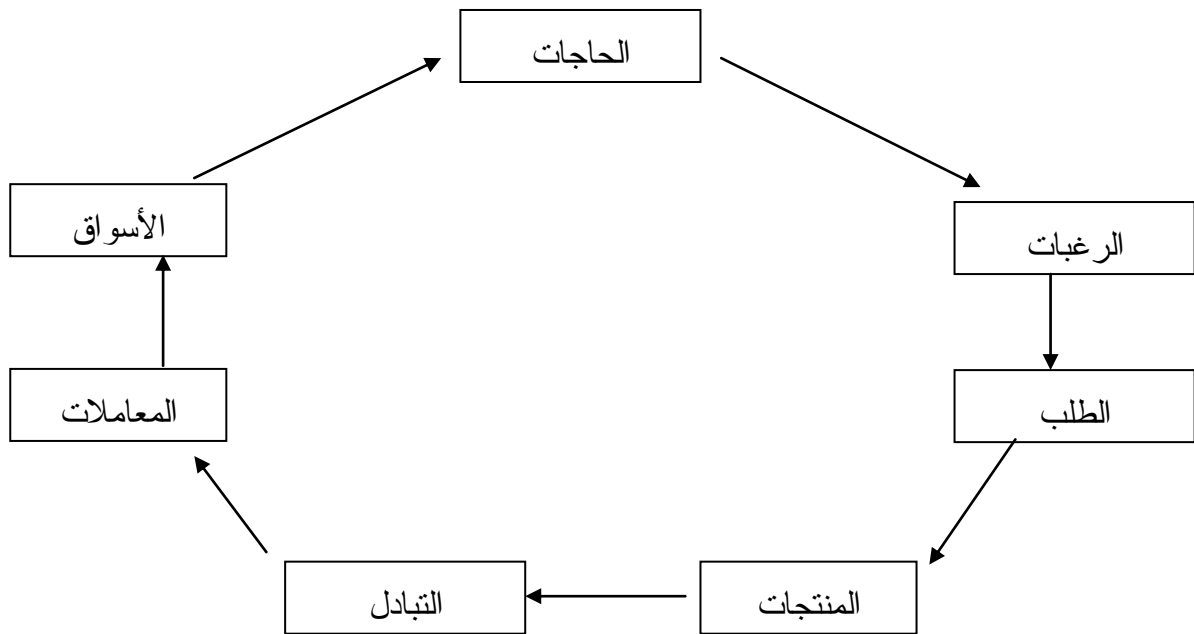 الحاجات
الرغبات
الطلب
المنتجات
التبادل
المعاملات
الأسواق